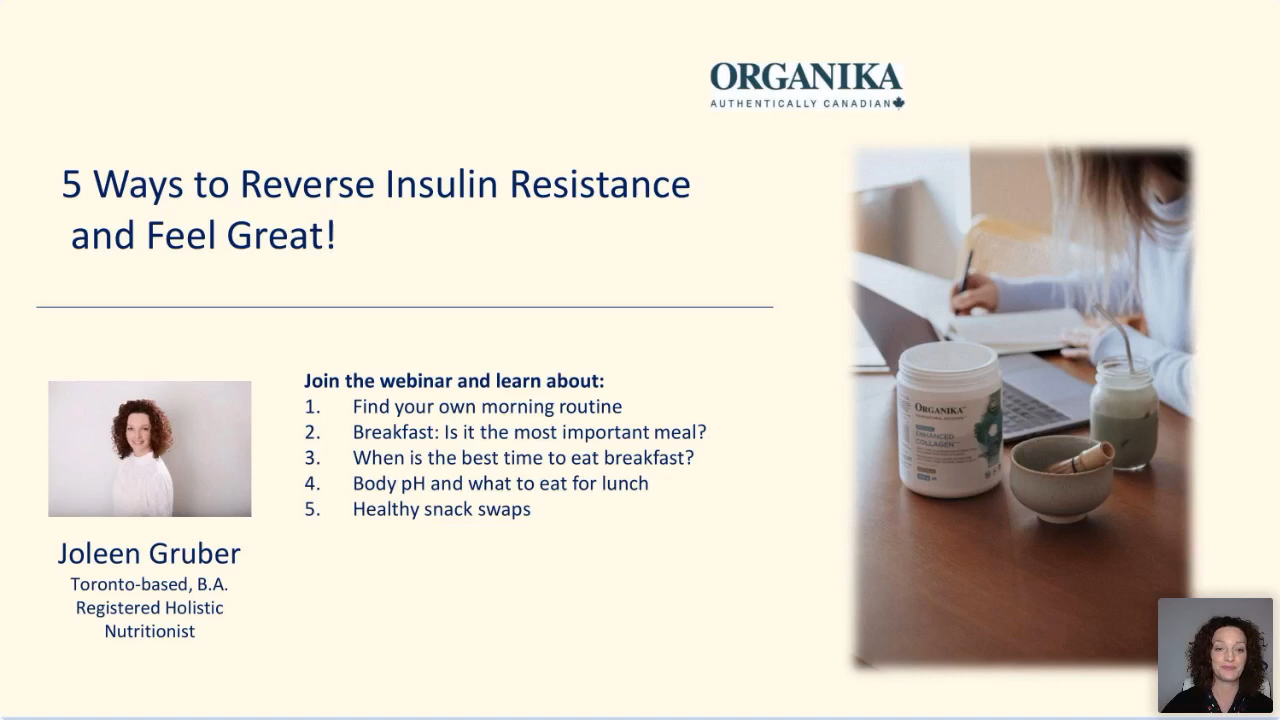 ORGANIKA
AUTHENTICALLY CANADIAN
5 Ways to Reverse Insulin Resistance
and Feel Great!
Join the webinar and learn about:
1. Find your own morning routine
2. Breakfast: Is it the most important meal?
3. When is the best time to eat breakfast?
4. Body pH and what to eat for lunch
5. Healthy snack swaps
Joleen Gruber
Toronto-based, B.A.
Registered Holistic
Nutritionist
ORGANIKA
ENHANCED
COLLAGEN